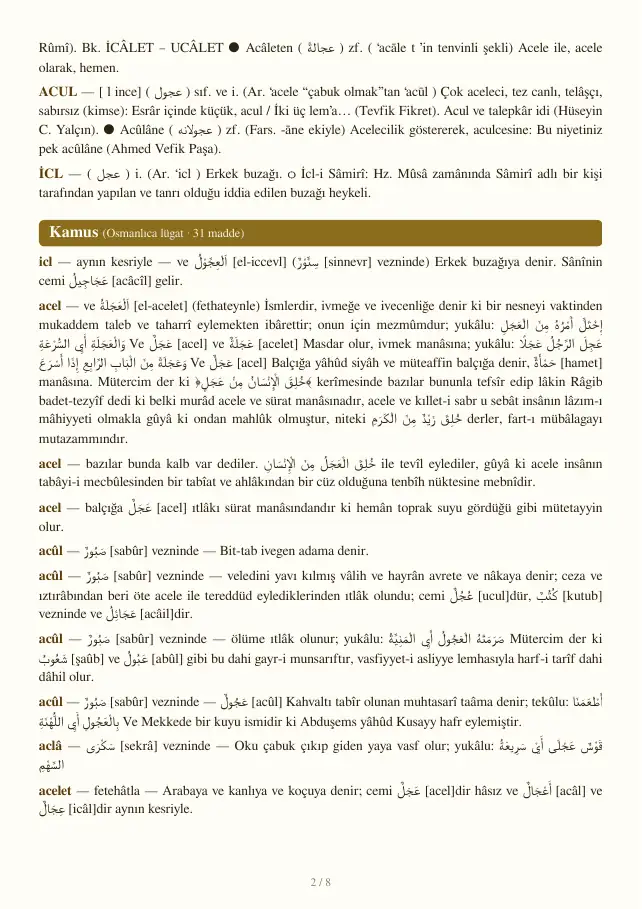 Rûmî). Bk. İCÂLET – UCÂLET ● Acâleten ( عجالةً ) zf. ( ‘acāle t ’in tenvinli şekli) Acele ile, acele
olarak, hemen.
ACUL — [ l ince] ( عجول ) sıf. ve i. (Ar. ‘acele “çabuk olmak”tan ‘acūl ) Çok aceleci, tez canlı, telâşçı,
sabırsız (kimse): Esrâr içinde küçük, acul / İki üç lem’a… (Tevfik Fikret). Acul ve talepkâr idi (Hüseyin
C. Yalçın). ● Acûlâne ( عجولانه ) zf. (Fars. -āne ekiyle) Acelecilik göstererek, aculcesine: Bu niyetiniz
pek acûlâne (Ahmed Vefik Paşa).
İCL — ( عجل ) i. (Ar. ‘icl ) Erkek buzağı. ○ İcl-i Sâmirî: Hz. Mûsâ zamânında Sâmirî adlı bir kişi
tarafından yapılan ve tanrı olduğu iddia edilen buzağı heykeli.
Kamus (Osmanlıca lügat · 31 madde)
icl — aynın kesriyle — ve اَلْعِجَّوْلُ [el-iccevl] (سِنَّوْرٌ [sinnevr] vezninde) Erkek buzağıya denir. Sânînin
cemi عَجَاجِيلُ [acâcîl] gelir.
acel — ve اَلْعَجَلَةُ [el-acelet] (fethateynle) İsmlerdir, ivmeğe ve ivecenliğe denir ki bir nesneyi vaktinden
mukaddem taleb ve taharrî eylemekten ibârettir; onun için mezmûmdur; yukâlu: إِخْتَلَّ أَمْرُهُ مِنَ الْعَجَلِ
وَالْعَجَلَةِ أَيِ السُّرْعَةِ Ve عَجَلٌ [acel] ve عَجَلَةٌ [acelet] Masdar olur, ivmek manâsına; yukâlu: عَجِلَ الرَّجُلُ عَجَلًا
وَعَجَلَةً مِنَ الْبَابِ الرَّابِعِ إِذَا أَسْرَعَ Ve عَجَلٌ [acel] Balçığa yâhûd siyâh ve müteaffin balçığa denir, حَمْأَةٌ [hamet]
manâsına. Mütercim der ki ﴿خُلِقَ الْإِنْسَانُ مِنْ عَجَلٍ﴾ kerîmesinde bazılar bununla tefsîr edip lâkin Râgib
badet-tezyîf dedi ki belki murâd acele ve sürat manâsınadır, acele ve kıllet-i sabr u sebât insânın lâzım-ı
mâhiyyeti olmakla gûyâ ki ondan mahlûk olmuştur, niteki خُلِقَ زَيْدٌ مِنَ الْكَرَمِ derler, fart-ı mübâlagayı
mutazammındır.
acel — bazılar bunda kalb var dediler. خُلِقَ الْعَجَلُ مِنَ الْإِنْسَانِ ile tevîl eylediler, gûyâ ki acele insânın
tabâyi-i mecbûlesinden bir tabîat ve ahlâkından bir cüz olduğuna tenbîh nüktesine mebnîdir.
acel — balçığa عَجَلٌ [acel] ıtlâkı sürat manâsındandır ki hemân toprak suyu gördüğü gibi mütetayyin
olur.
acûl — صَبُورٌ [sabûr] vezninde — Bit-tab ivegen adama denir.
acûl — صَبُورٌ [sabûr] vezninde — veledini yavı kılmış vâlih ve hayrân avrete ve nâkaya denir; ceza ve
ıztırâbından beri öte acele ile tereddüd eylediklerinden ıtlâk olundu; cemi عُجُلٌ [ucul]dür, كُتُبٌ [kutub]
vezninde ve عَجَائِلُ [acâil]dir.
acûl — صَبُورٌ [sabûr] vezninde — ölüme ıtlâk olunur; yukâlu: ضَرَمَتْهُ الْعَجُولُ أَيِ الْمَنِيَّةُ Mütercim der ki
شَعُوبُ [şaûb] ve عَبُولُ [abûl] gibi bu dahi gayr-i munsarıftır, vasfiyyet-i asliyye lemhasıyla harf-i tarîf dahi
dâhil olur.
acûl — صَبُورٌ [sabûr] vezninde — عَجُولٌ [acûl] Kahvaltı tabîr olunan muhtasarî taâma denir; tekûlu: أَطْعَمَنَا
بِالْعَجُولِ أَيِ اللُّهْنَةِ Ve Mekkede bir kuyu ismidir ki Abduşems yâhûd Kusayy hafr eylemiştir.
aclâ — سَكْرَى [sekrâ] vezninde — Oku çabuk çıkıp giden yaya vasf olur; yukâlu: قَوْسٌ عَجْلَى أَيْ سَرِيعَةُ
السَّهْمِ
acelet — fetehâtla — Arabaya ve kanlıya ve koçuya denir; cemi عَجَلٌ [acel]dir hâsız ve أَعْجَالٌ [acâl] ve
عِجَالٌ [icâl]dir aynın kesriyle.
2 / 8